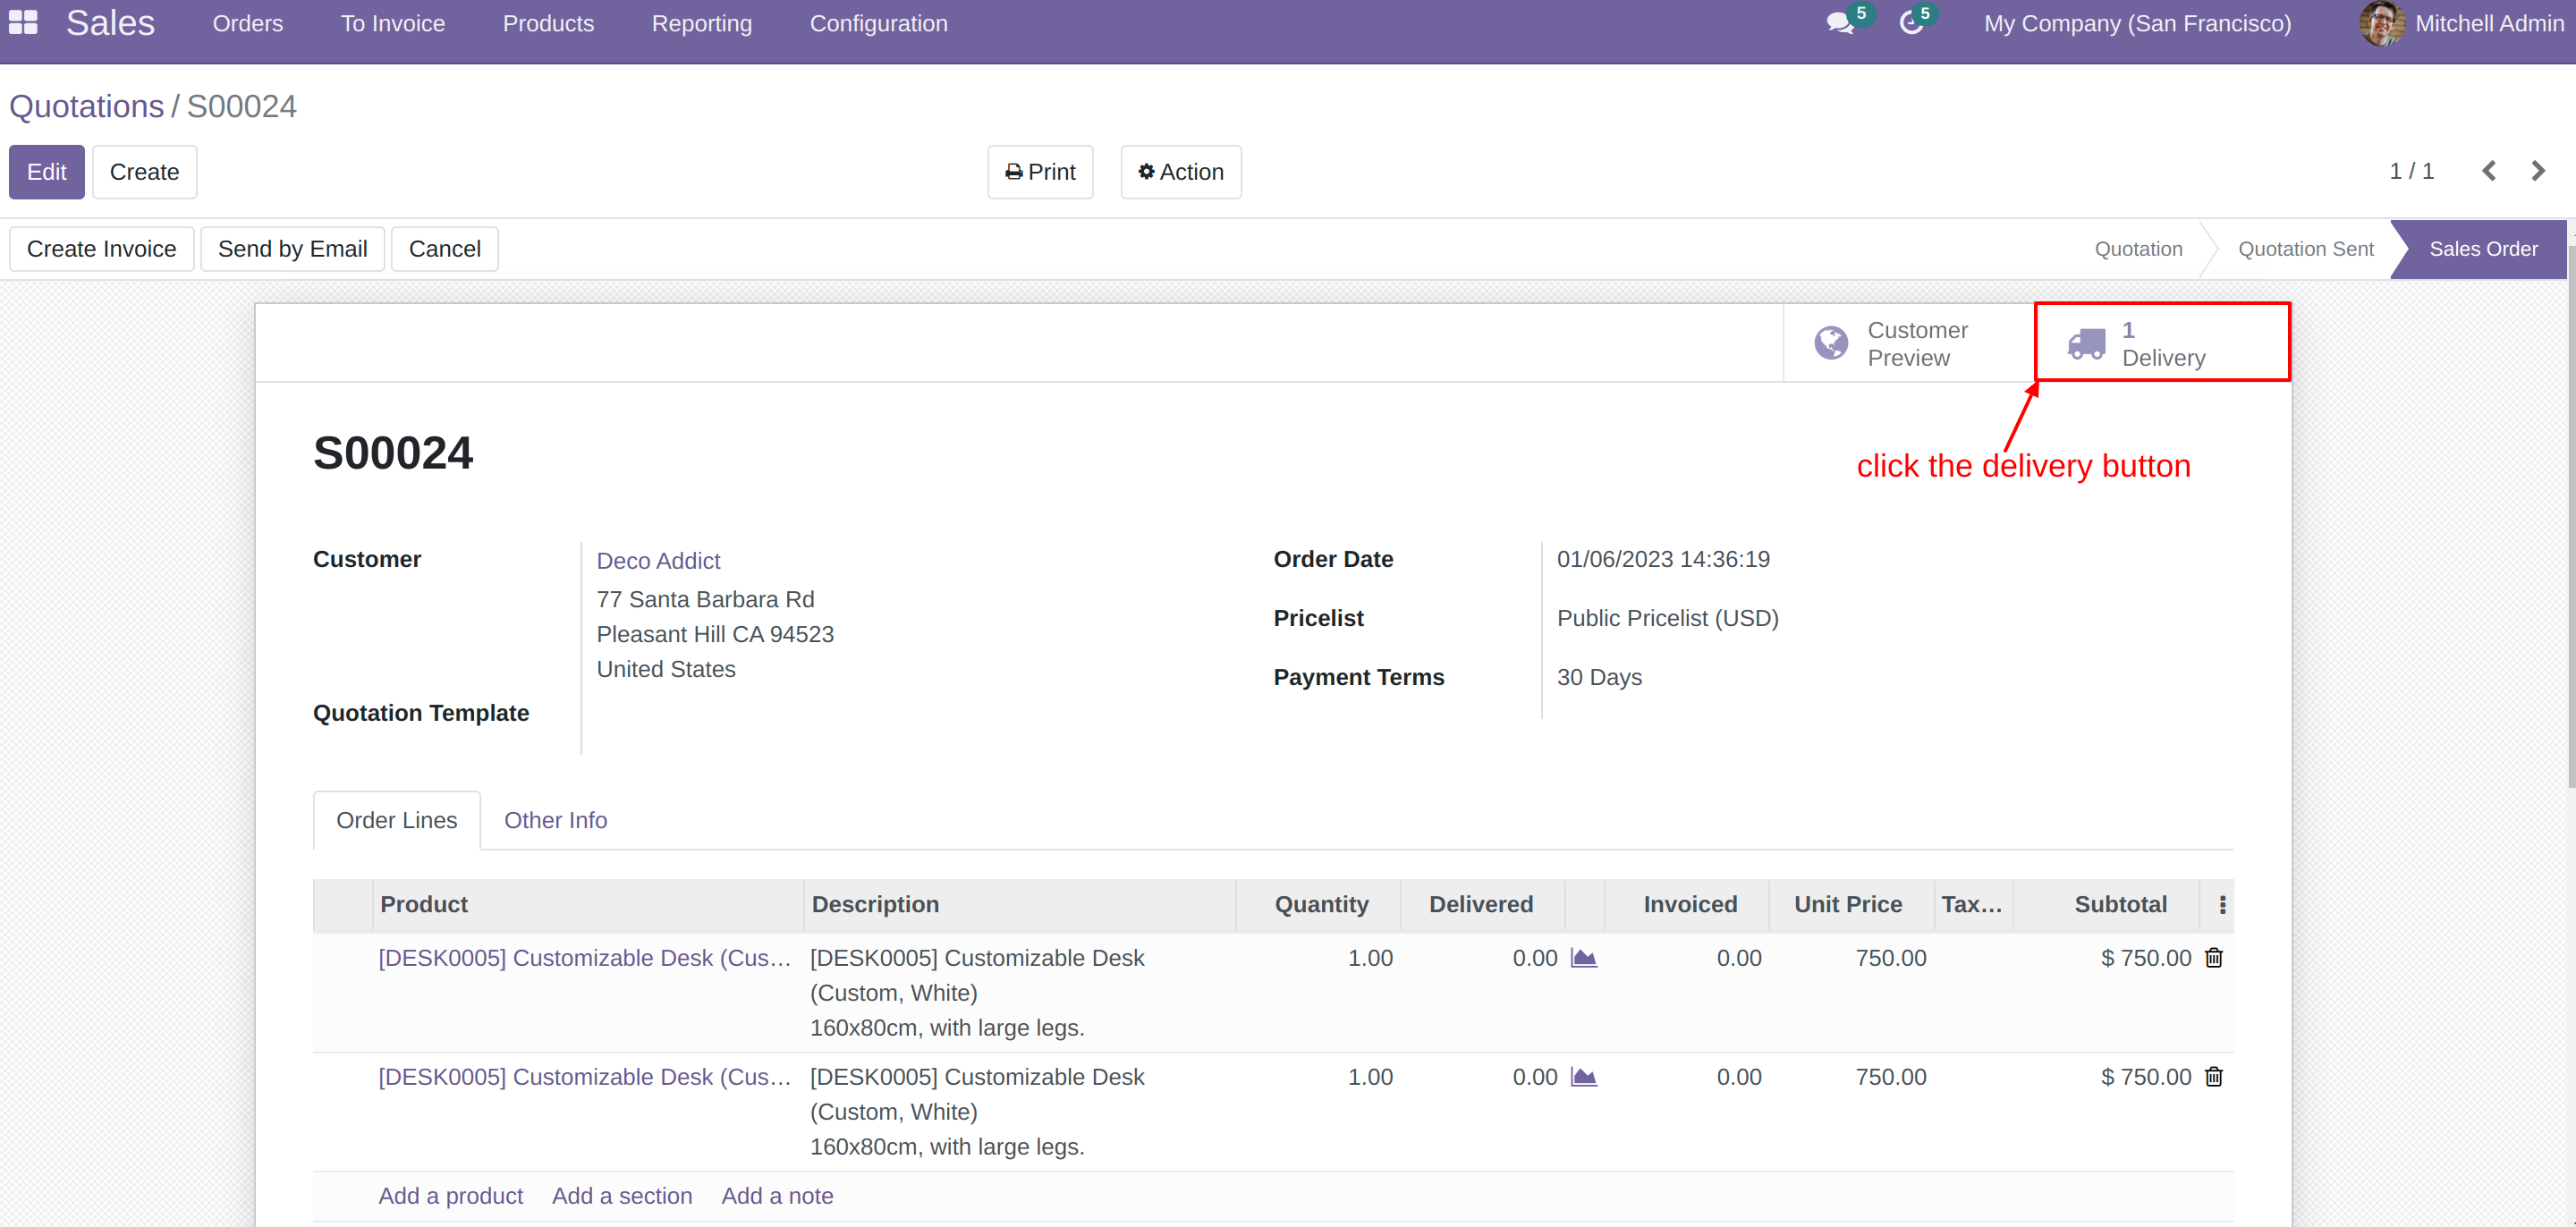 Sales Orders To Invoice Products Reporting Configuration 5 5 My Company (San Francisco) Mitchell Admin
Quotations / S00024
Edit Create Print Action 1 / 1
Create Invoice Send by Email Cancel Quotation Quotation Sent Sales Order
Customer Preview
1 Delivery
click the delivery button
S00024
Customer Deco Addict
77 Santa Barbara Rd
Pleasant Hill CA 94523
United States
Quotation Template
Order Date 01/06/2023 14:36:19
Pricelist Public Pricelist (USD)
Payment Terms 30 Days
Order Lines Other Info
Product Description Quantity Delivered Invoiced Unit Price Tax... Subtotal
[DESK0005] Customizable Desk (Cus... [DESK0005] Customizable Desk 1.00 0.00 0.00 750.00 $ 750.00
(Custom, White)
160x80cm, with large legs.
[DESK0005] Customizable Desk (Cus... [DESK0005] Customizable Desk 1.00 0.00 0.00 750.00 $ 750.00
(Custom, White)
160x80cm, with large legs.
Add a product Add a section Add a note